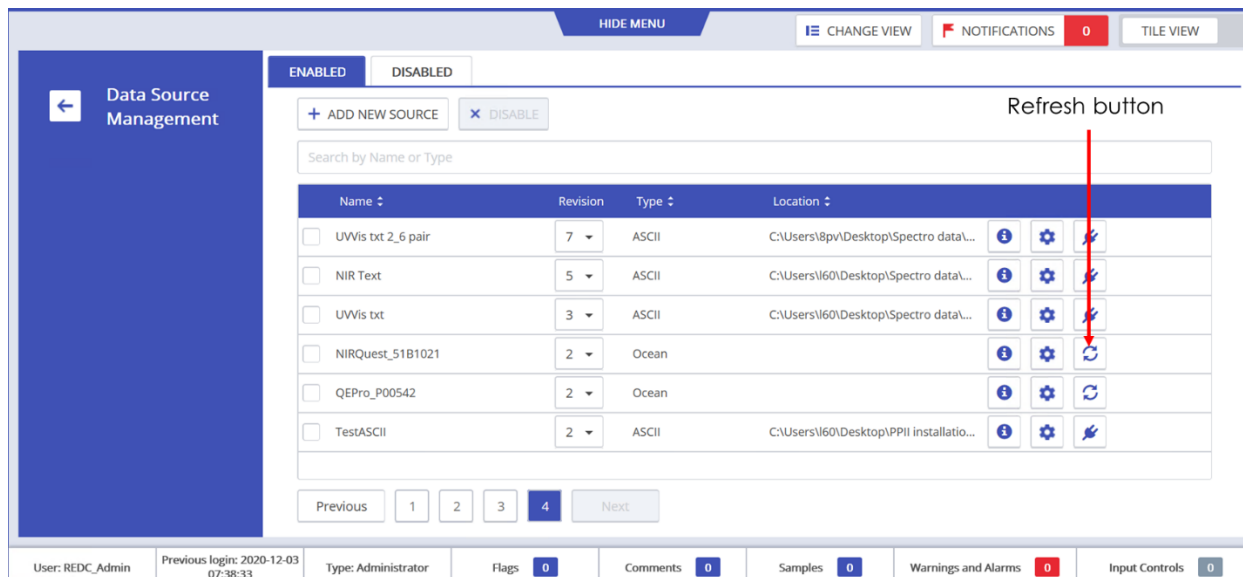 HIDE MENU
CHANGE VIEW
NOTIFICATIONS 0
TILE VIEW
Data Source
Management
ENABLED DISABLED
+ ADD NEW SOURCE
× DISABLE
Refresh button
Search by Name or Type
Name Revision Type Location
UVVis txt 2_6 pair 7 ASCII C:\Users\8pv\Desktop\Spectro data\...
NIR Text 5 ASCII C:\Users\l60\Desktop\Spectro data\...
UVVis txt 3 ASCII C:\Users\l60\Desktop\Spectro data\...
NIRQuest_51B1021 2 Ocean
QEPro_P00542 2 Ocean
TestASCII 2 ASCII C:\Users\l60\Desktop\PPII installatio...
Previous 1 2 3 4 Next
User: REDC_Admin
Previous login: 2020-12-03
07:38:33
Type: Administrator
Flags 0
Comments 0
Samples 0
Warnings and Alarms 0
Input Controls 0